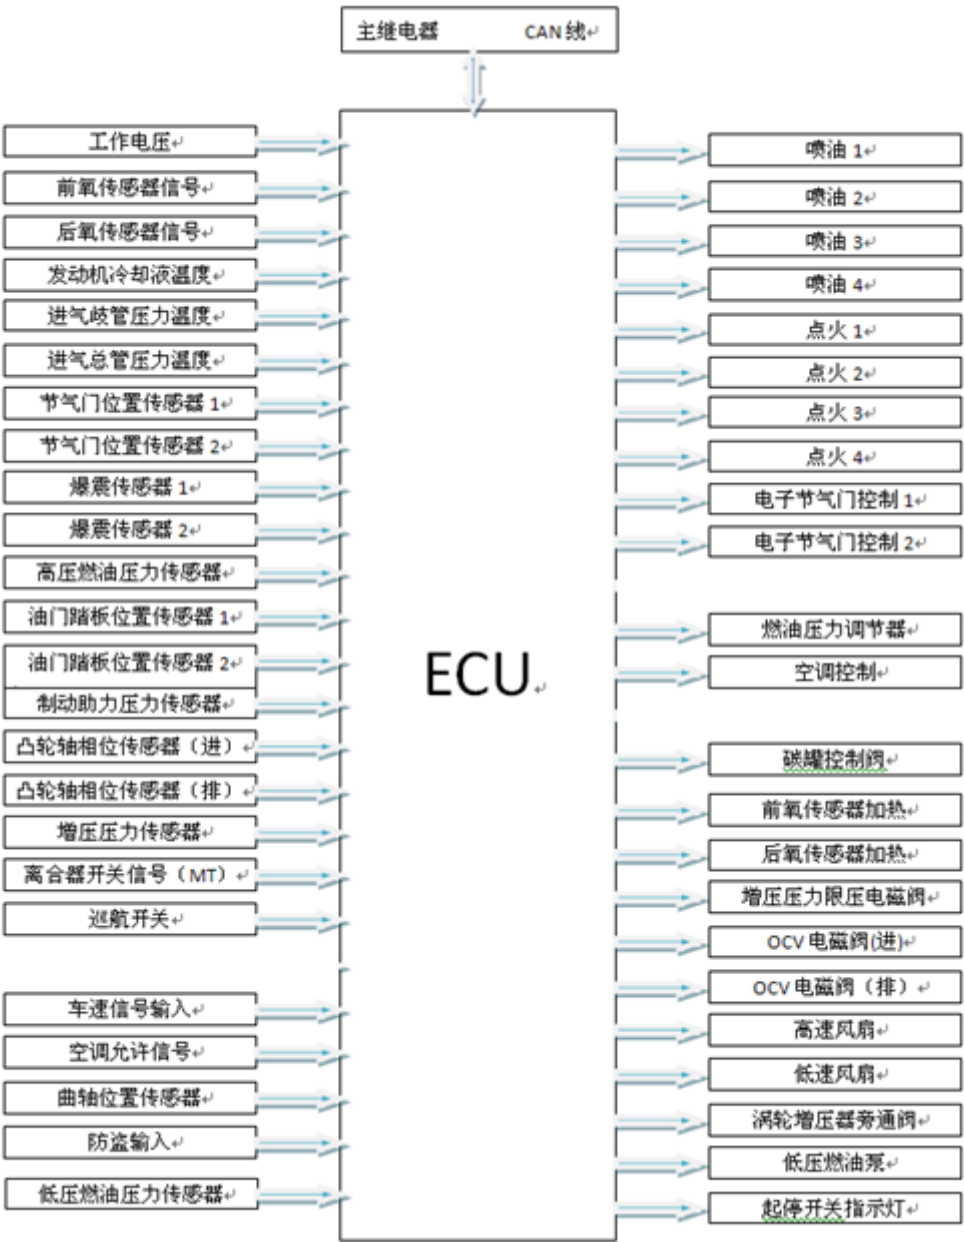 主继电器 CAN 线
工作电压
前氧传感器信号
后氧传感器信号
发动机冷却液温度
进气歧管压力温度
进气总管压力温度
节气门位置传感器 1
节气门位置传感器 2
爆震传感器 1
爆震传感器 2
高压燃油压力传感器
油门踏板位置传感器 1
油门踏板位置传感器 2
制动助力压力传感器
凸轮轴相位传感器（进）
凸轮轴相位传感器（排）
增压压力传感器
离合器开关信号（MT）
巡航开关
车速信号输入
空调允许信号
曲轴位置传感器
防盗输入
低压燃油压力传感器
ECU
喷油 1
喷油 2
喷油 3
喷油 4
点火 1
点火 2
点火 3
点火 4
电子节气门控制 1
电子节气门控制 2
燃油压力调节器
空调控制
碳罐控制阀
前氧传感器加热
后氧传感器加热
增压压力限压电磁阀
OCV 电磁阀(进)
OCV 电磁阀（排）
高速风扇
低速风扇
涡轮增压器旁通阀
低压燃油泵
起停开关指示灯